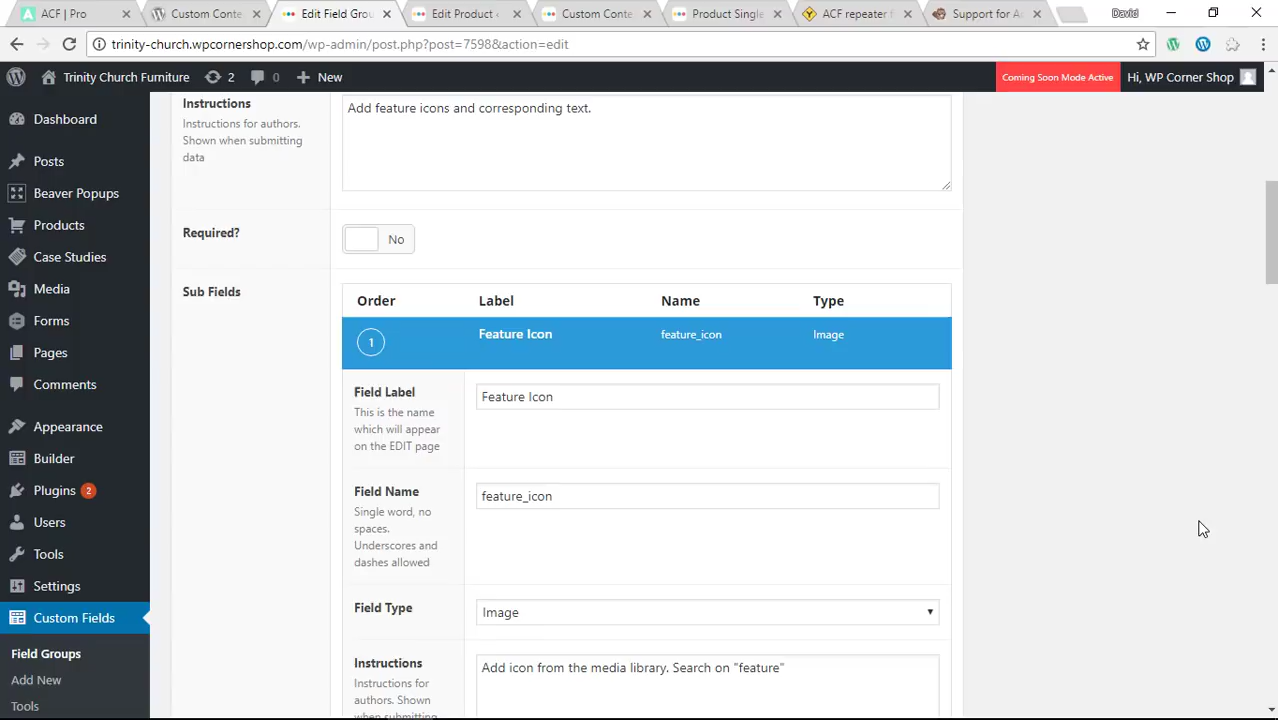 ACF | Pro
Custom Conte
Edit Field Grou
Edit Product
Custom Conte
Product Single
ACF repeater f
Support for A
David
trinity-church.wpcornershop.com/wp-admin/post.php?post=7598&action=edit
Trinity Church Furniture
2
0
New
Coming Soon Mode Active
Hi, WP Corner Shop
Dashboard
Posts
Beaver Popups
Products
Case Studies
Media
Forms
Pages
Comments
Appearance
Builder
Plugins 2
Users
Tools
Settings
Custom Fields
Field Groups
Add New
Tools
Instructions
Instructions for authors.
Shown when submitting
data
Add feature icons and corresponding text.
Required?
No
Sub Fields
Order Label Name Type
1 Feature Icon feature_icon Image
Field Label
This is the name
which will appear
on the EDIT page
Feature Icon
Field Name
Single word, no
spaces.
Underscores and
dashes allowed
feature_icon
Field Type
Image
Instructions
Instructions for
authors. Shown
when submitting
Add icon from the media library. Search on "feature"